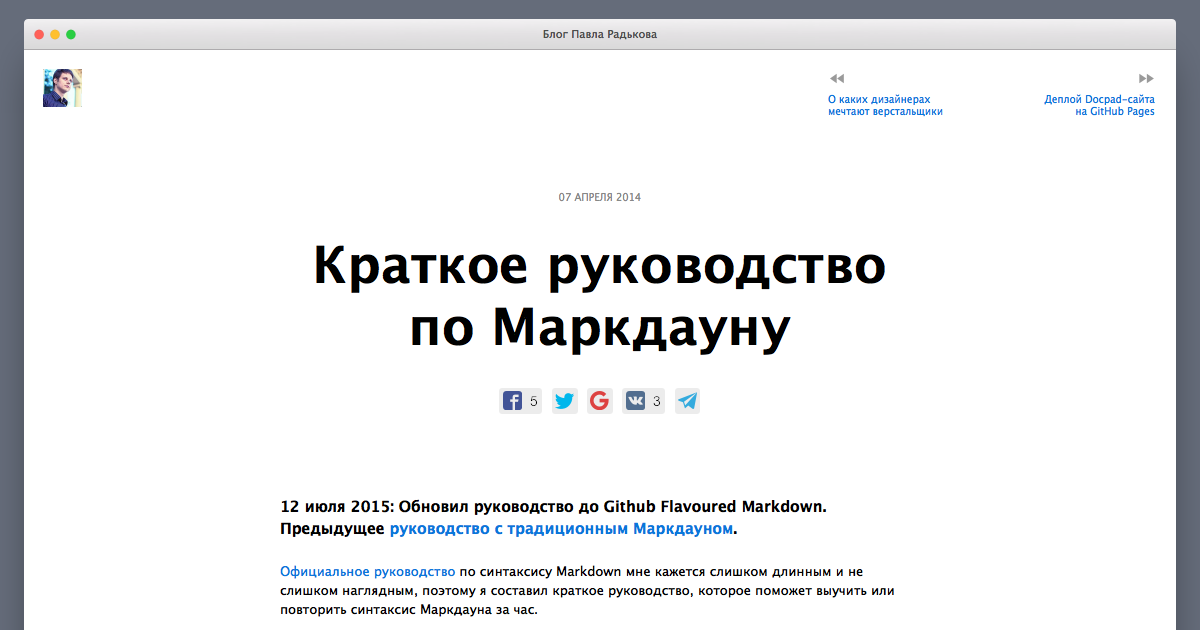 Блог Павла Радькова
О каких дизайнерах
мечтают верстальщики
Деплой Docpad-сайта
на GitHub Pages
07 АПРЕЛЯ 2014
Краткое руководство
по Маркдауну
5
3
12 июля 2015: Обновил руководство до Github Flavoured Markdown.
Предыдущее руководство с традиционным Маркдауном.
Официальное руководство по синтаксису Markdown мне кажется слишком длинным и не
слишком наглядным, поэтому я составил краткое руководство, которое поможет выучить или
повторить синтаксис Маркдауна за час.